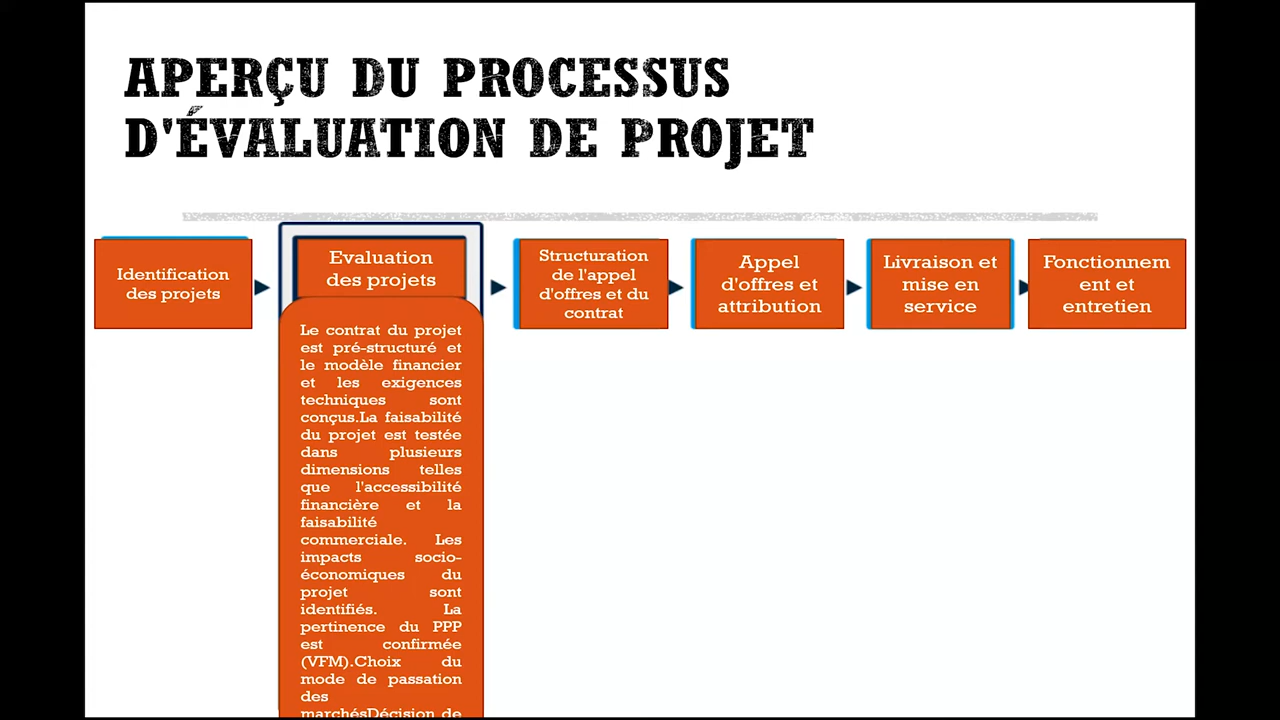 APERÇU DU PROCESSUS
D'ÉVALUATION DE PROJET
Identification
des projets
Evaluation
des projets
Le contrat du projet
est pré-structuré et
le modèle financier
et les exigences
techniques sont
conçus.La faisabilité
du projet est testée
dans plusieurs
dimensions telles
que l'accessibilité
financière et la
faisabilité
commerciale. Les
impacts socio-
économiques du
projet sont
identifiés. La
pertinence du PPP
est confirmée
(VFM).Choix du
mode de passation
des
marchésDécision de
Structuration
de l'appel
d'offres et du
contrat
Appel
d'offres et
attribution
Livraison et
mise en
service
Fonctionnem
ent et
entretien